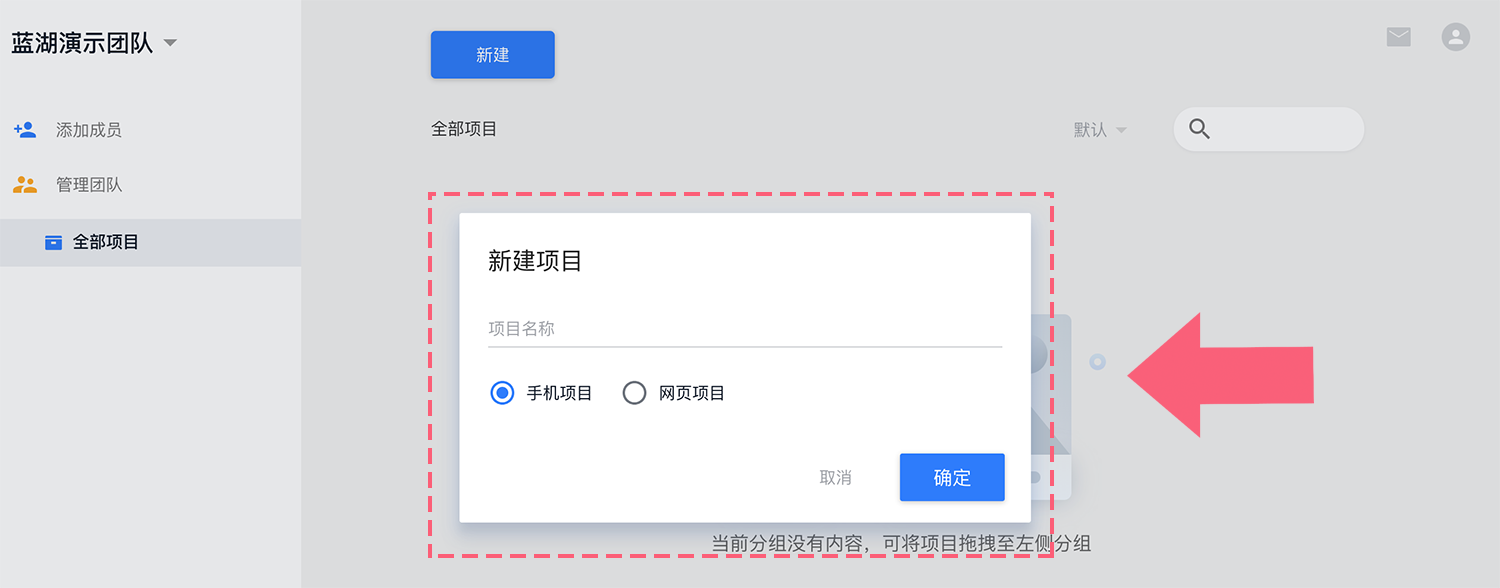 蓝湖演示团队
新建
添加成员
管理团队
全部项目
全部项目
默认
新建项目
项目名称
手机项目
网页项目
取消
确定
当前分组没有内容，可将项目拖拽至左侧分组